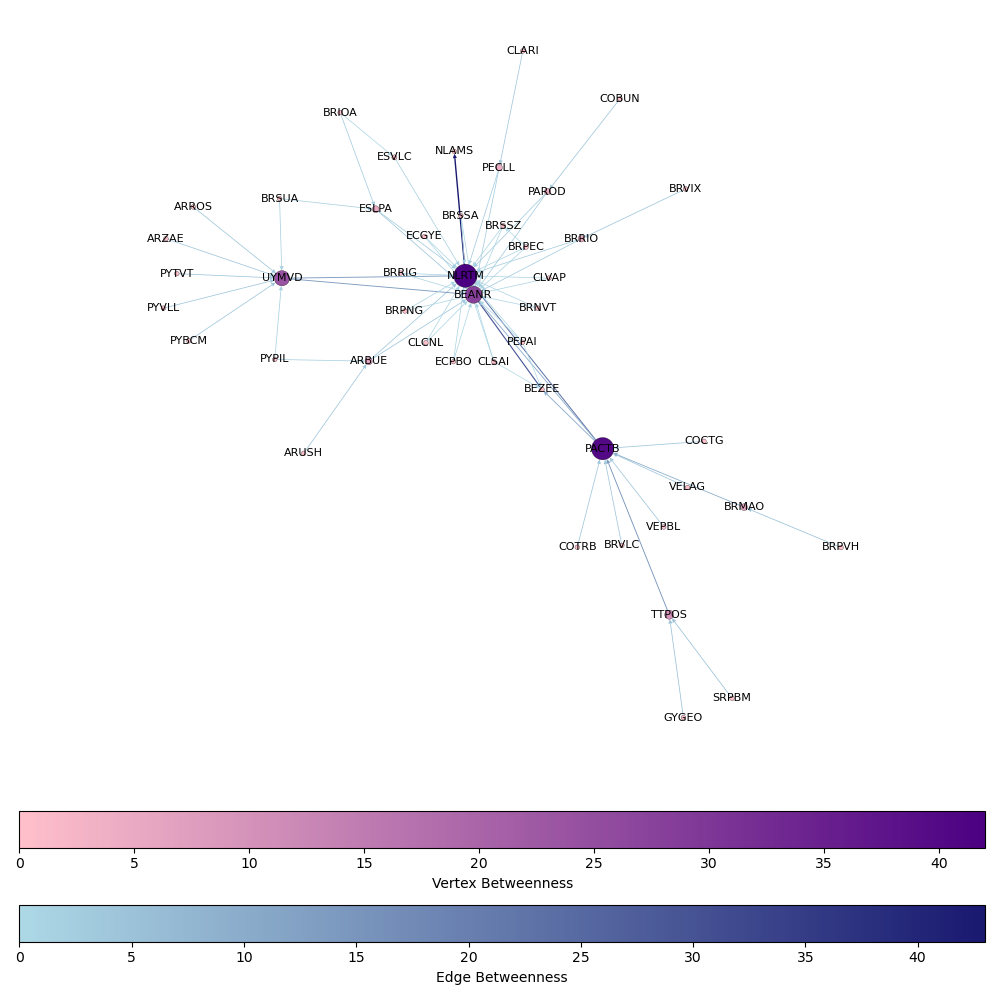 CLARI
COBUN
BRIOA
NLAMS
ESVLC
PECLL
BRVIX
PAROD
BRSUA
ARROS
ESLPA
BRSSA
BRSSZ
ECGYE
ARZAE
BRRIO
BRPEC
PYTVT
BRRIG
NLRTM
UYMVD
CLVAP
BEANR
PYVLL
BRPNG
BRNVT
PYBCM
CLCNL
PEPAI
PYPIL
ARBUE
ECPBO
CLSAI
BEZEE
COCTG
PACTB
ARUSH
VELAG
BRMAO
VEPBL
COTRB
BRVLC
BRPVH
TTPOS
SRPBM
GYGEO
0 5 10 15 20 25 30 35 40
Vertex Betweenness
0 5 10 15 20 25 30 35 40
Edge Betweenness